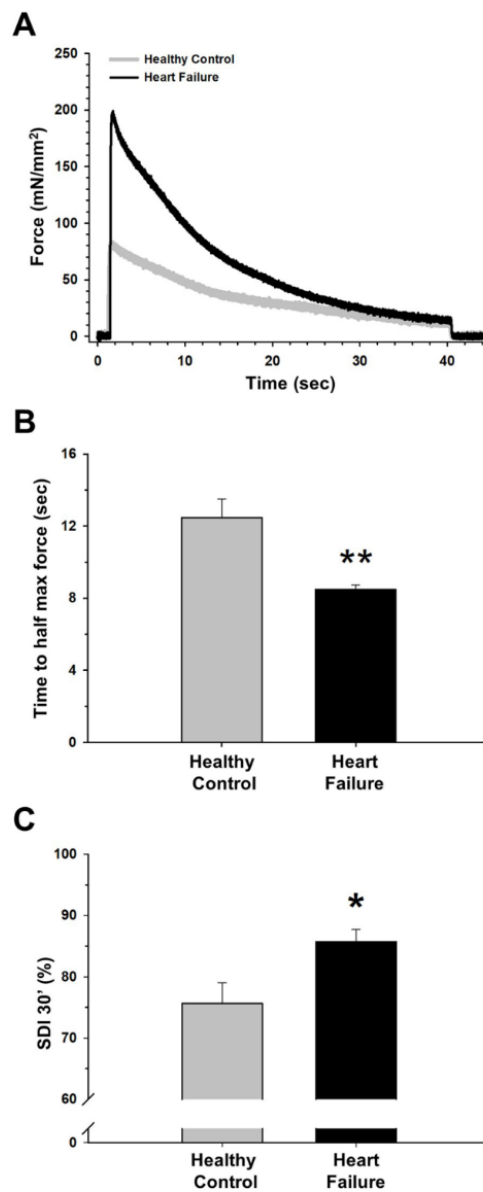 A
Healthy Control
Heart Failure
250
200
150
100
50
0
Force (mN/mm²)
0 10 20 30 40
Time (sec)
B
16
12
8
4
0
Time to half max force (sec)
**
Healthy Heart
Control Failure
C
100
90
80
70
60
0
SDI 30' (%)
*
Healthy Heart
Control Failure